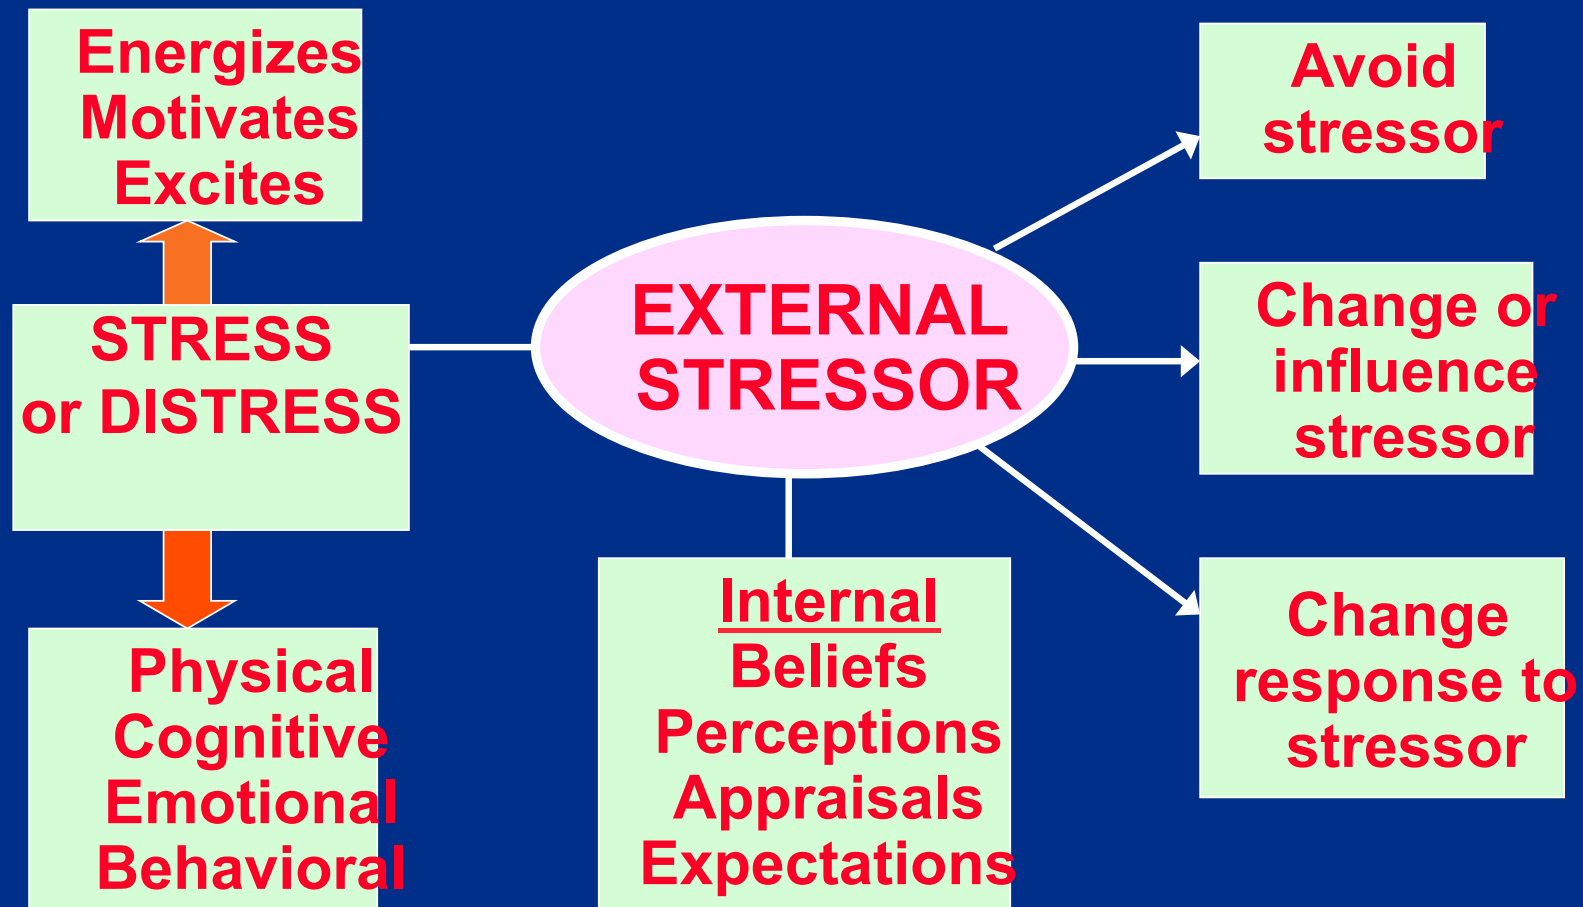 Energizes
Motivates
Excites
STRESS
or DISTRESS
Physical
Cognitive
Emotional
Behavioral
EXTERNAL
STRESSOR
Internal
Beliefs
Perceptions
Appraisals
Expectations
Avoid
stressor
Change or
influence
stressor
Change
response to
stressor